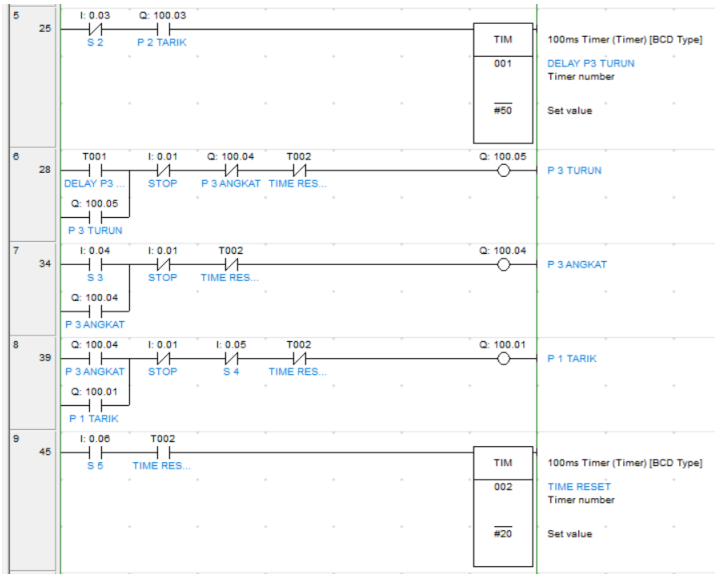 5 I: 0.03 Q: 100.03
25
S 2 P 2 TARIK
TIM 100ms Timer (Timer) [BCD Type]
001 DELAY P3 TURUN
Timer number
#50 Set value
6 T001 I: 0.01 Q: 100.04 T002 Q: 100.05
28 P 3 TURUN
DELAY P3 ... STOP P 3 ANGKAT TIME RES...
Q: 100.05
P 3 TURUN
7 I: 0.04 I: 0.01 T002 Q: 100.04
34 P 3 ANGKAT
S 3 STOP TIME RES...
Q: 100.04
P 3 ANGKAT
8 Q: 100.04 I: 0.01 I: 0.05 T002 Q: 100.01
39 P 1 TARIK
P 3 ANGKAT STOP S 4 TIME RES...
Q: 100.01
P 1 TARIK
9 I: 0.06 T002
45
S 5 TIME RES...
TIM 100ms Timer (Timer) [BCD Type]
002 TIME RESET
Timer number
#20 Set value